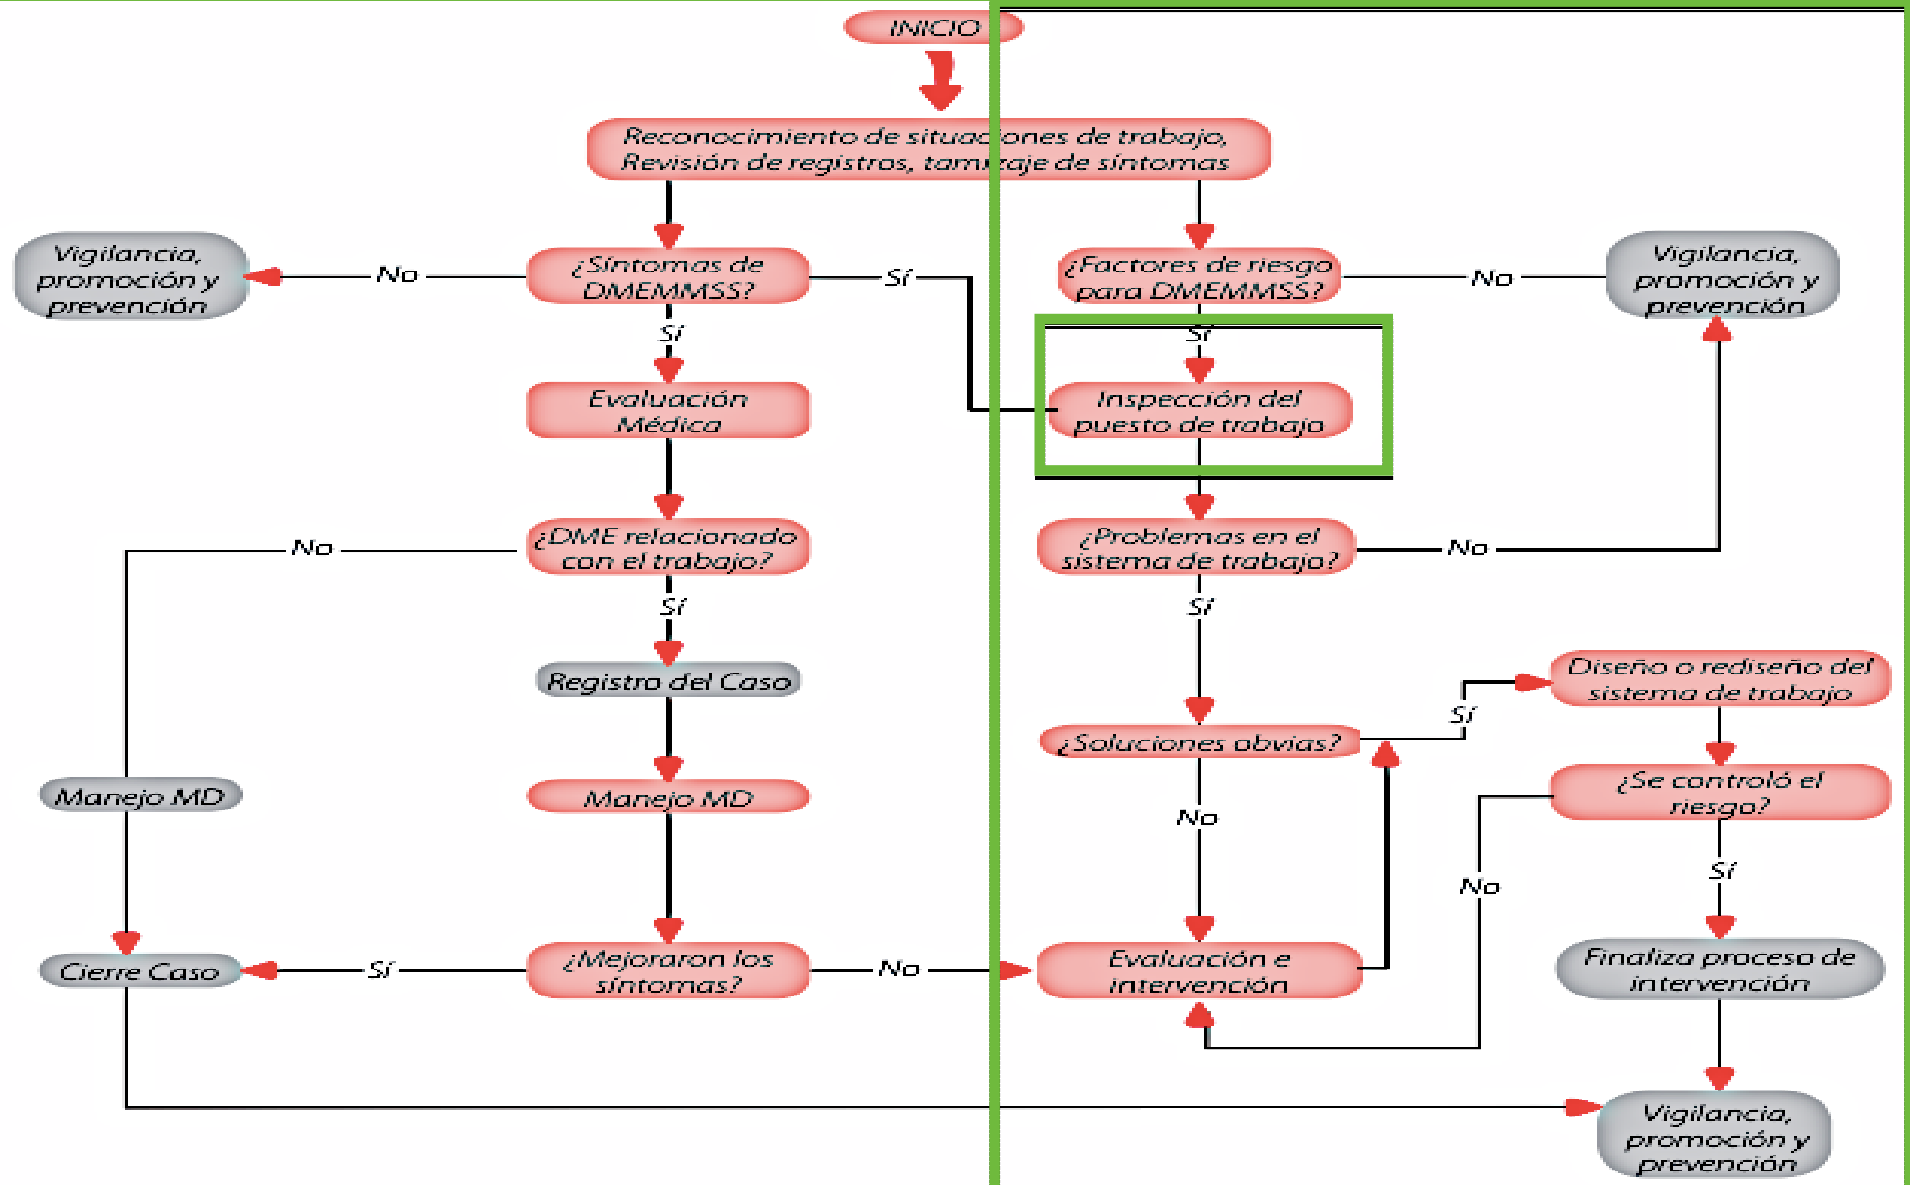 INICIO
Reconocimiento de situaciones de trabajo,
Revisión de registros, tamizaje de síntomas
Vigilancia,
promoción y
prevención
No
¿Síntomas de
DMEMMSS?
Sí
¿Factores de riesgo
para DMEMMSS?
No
Vigilancia,
promoción y
prevención
Sí
Sí
Evaluación
Médica
Inspección del
puesto de trabajo
No
¿DME relacionado
con el trabajo?
¿Problemas en el
sistema de trabajo?
No
Sí
Sí
Registro del Caso
Diseño o rediseño del
sistema de trabajo
Sí
¿Soluciones obvias?
Manejo MD
Manejo MD
No
¿Se controló el
riesgo?
Sí
No
Cierre Caso
Sí
¿Mejoraron los
síntomas?
No
Evaluación e
intervención
Finaliza proceso de
intervención
Vigilancia,
promoción y
prevención